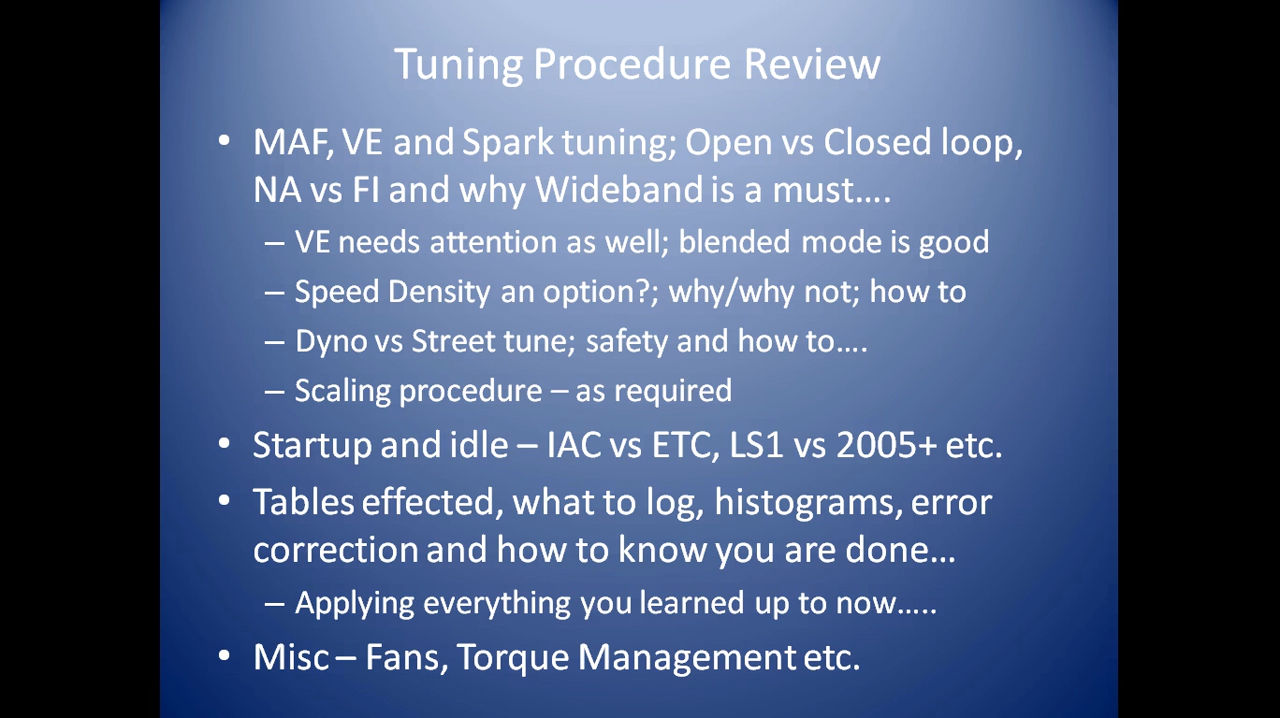 Tuning Procedure Review
• MAF, VE and Spark tuning; Open vs Closed loop,
NA vs FI and why Wideband is a must….
– VE needs attention as well; blended mode is good
– Speed Density an option?; why/why not; how to
– Dyno vs Street tune; safety and how to….
– Scaling procedure – as required
• Startup and idle – IAC vs ETC, LS1 vs 2005+ etc.
• Tables effected, what to log, histograms, error
correction and how to know you are done…
– Applying everything you learned up to now…..
• Misc – Fans, Torque Management etc.